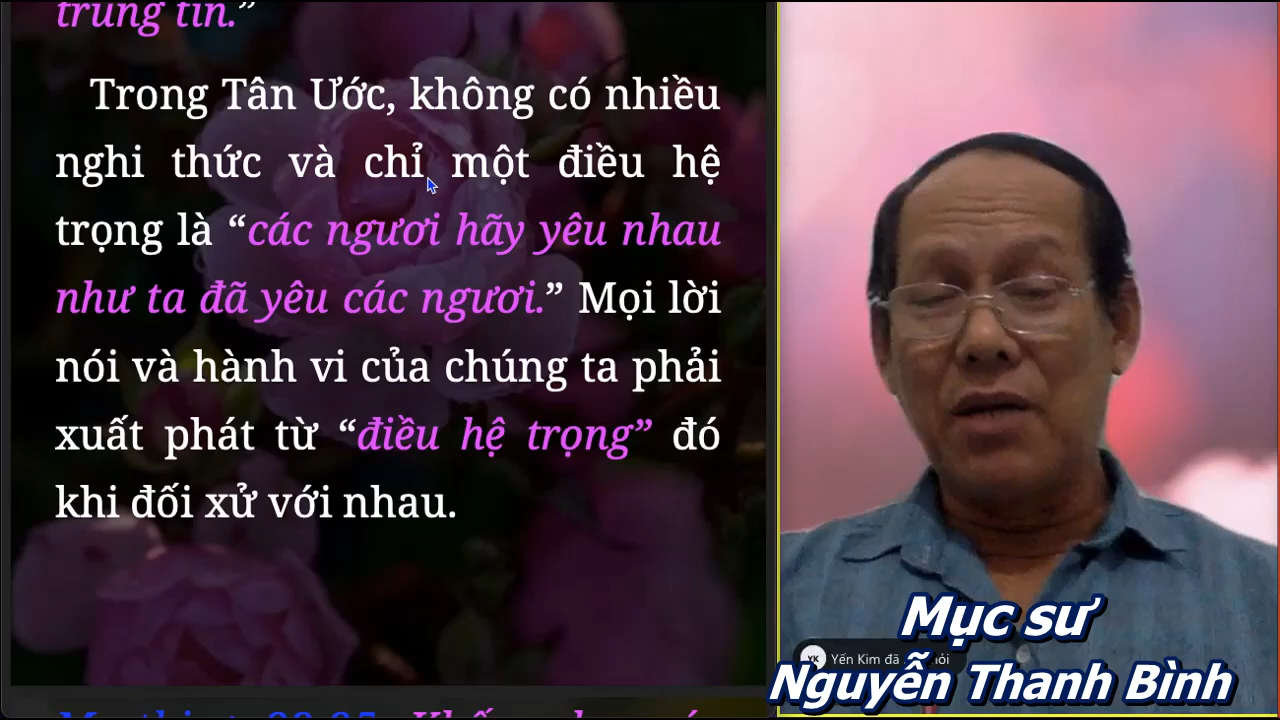 trung tín.”
Trong Tân Ước, không có nhiều
nghi thức và chỉ một điều hệ
trọng là “các ngươi hãy yêu nhau
như ta đã yêu các ngươi.” Mọi lời
nói và hành vi của chúng ta phải
xuất phát từ “điều hệ trọng” đó
khi đối xử với nhau.
Mục sư
YK Yến Kim đã
Nguyễn Thanh Bình